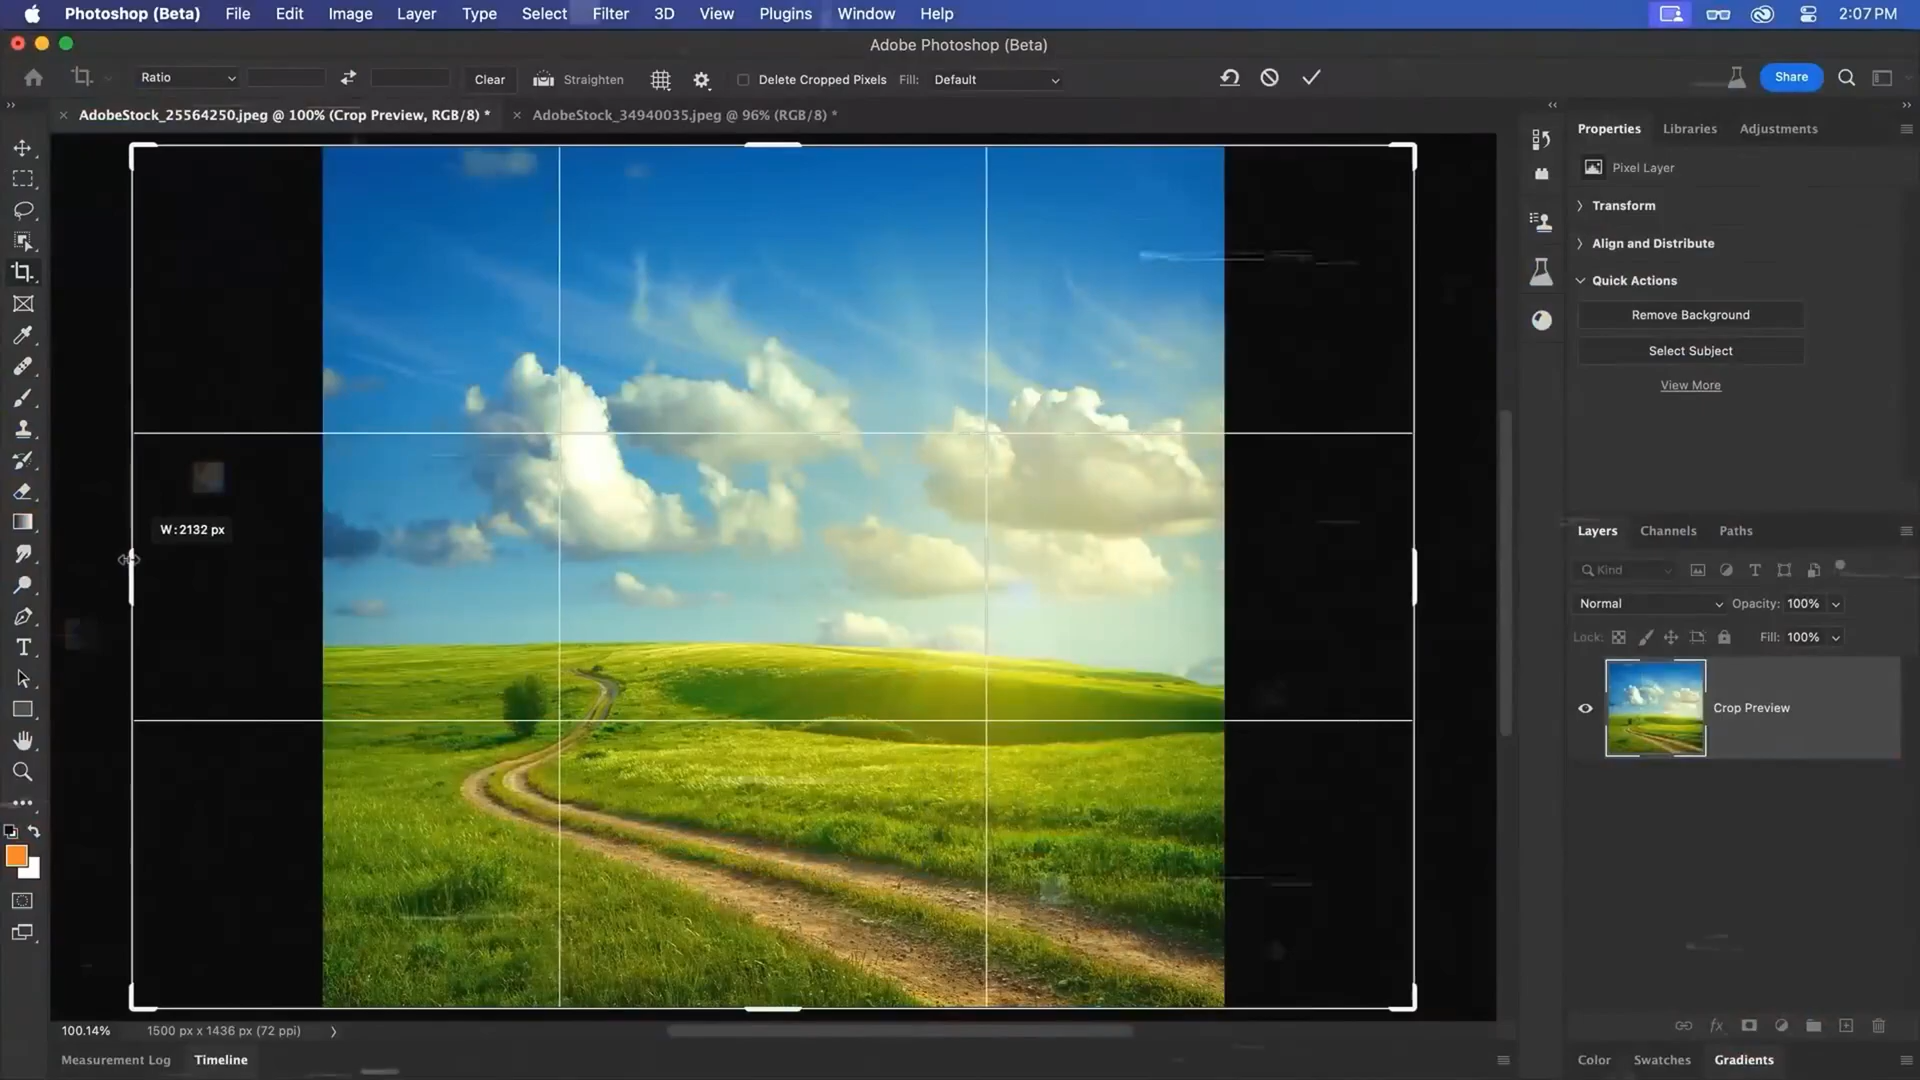 Photoshop (Beta) File Edit Image Layer Type Select Filter 3D View Plugins Window Help 2:07 PM
Adobe Photoshop (Beta)
Ratio Clear Straighten Delete Cropped Pixels Fill: Default Share
AdobeStock_25564250.jpeg @ 100% (Crop Preview, RGB/8) * AdobeStock_34940035.jpeg @ 96% (RGB/8) *
Properties Libraries Adjustments
Pixel Layer
Transform
Align and Distribute
Quick Actions
Remove Background
Select Subject
View More
W: 2132 px
Layers Channels Paths
Kind
Normal Opacity: 100%
Lock: Fill: 100%
Crop Preview
100.14% 1500 px x 1436 px (72 ppi)
Measurement Log Timeline
Color Swatches Gradients